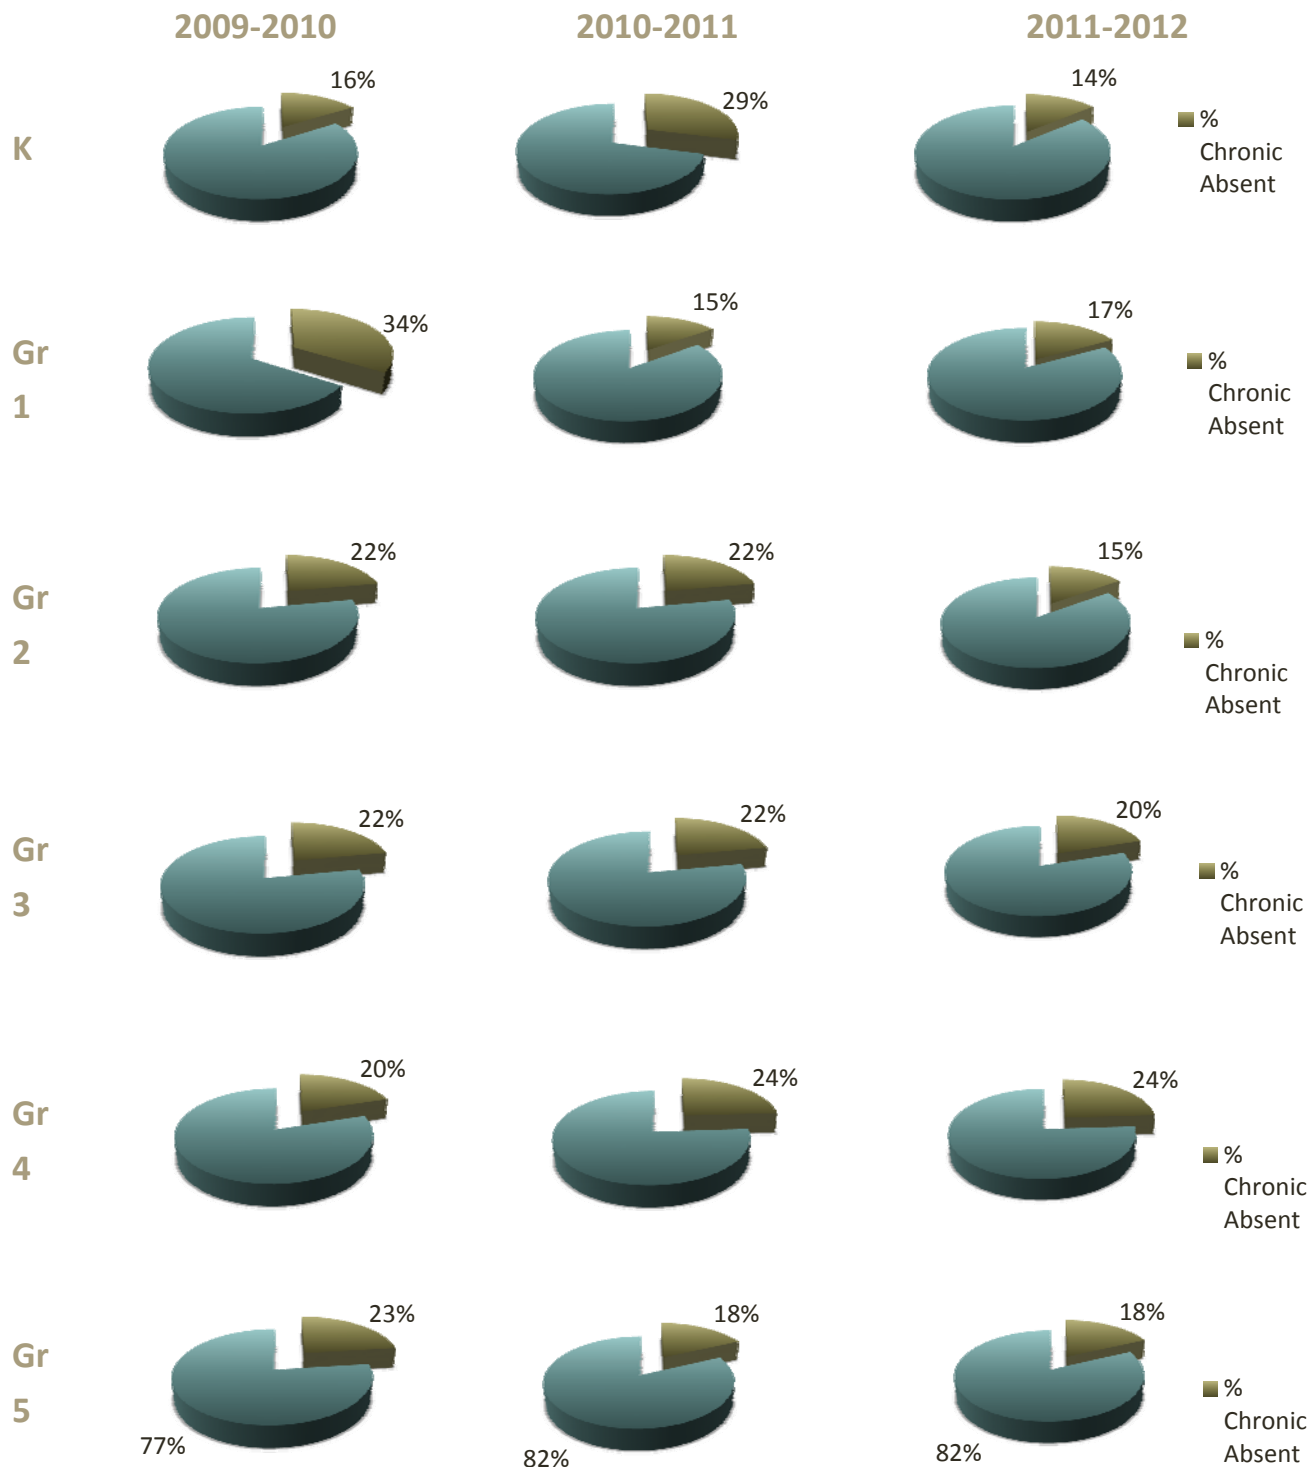 2009-2010 2010-2011 2011-2012
16% 29% 14%
K
%
Chronic
Absent
34% 15% 17%
Gr
1
%
Chronic
Absent
22% 22% 15%
Gr
2
%
Chronic
Absent
22% 22% 20%
Gr
3
%
Chronic
Absent
20% 24% 24%
Gr
4
%
Chronic
Absent
23% 18% 18%
Gr
5
%
Chronic
Absent
77% 82% 82%